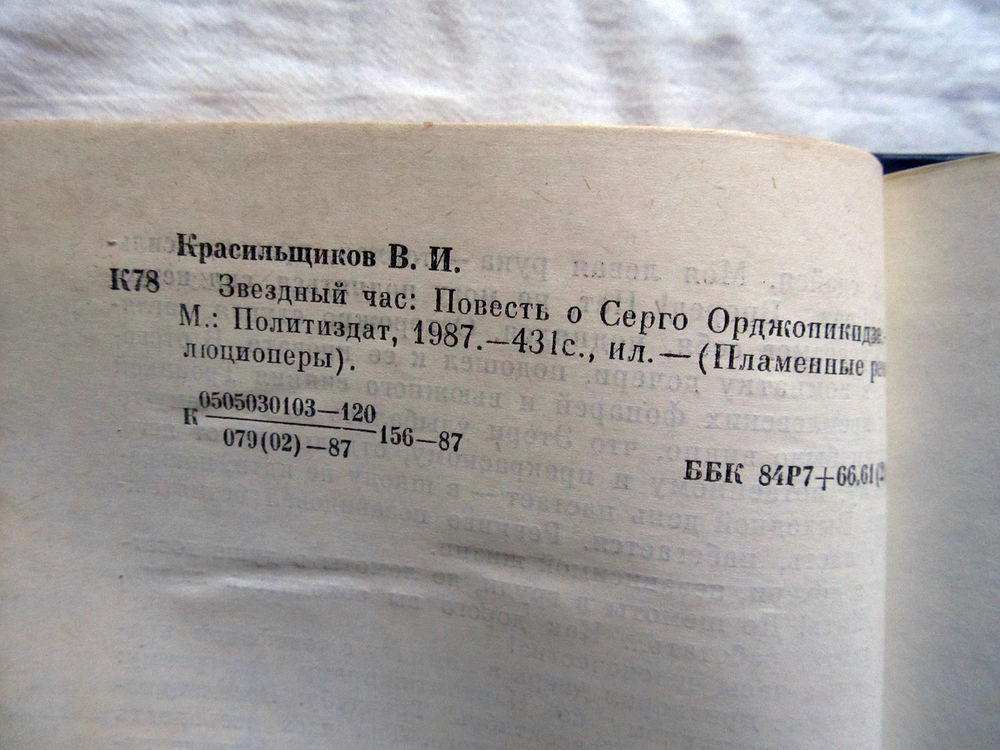 Красильщиков В. И.
К78 Звездный час: Повесть о Серго Орджоникидзе.
М.: Политиздат, 1987.—431с., ил.—(Пламенные ре
люционеры).
К 0505030103—120
079(02)—87
156—87
ББК 84Р7+66.61(